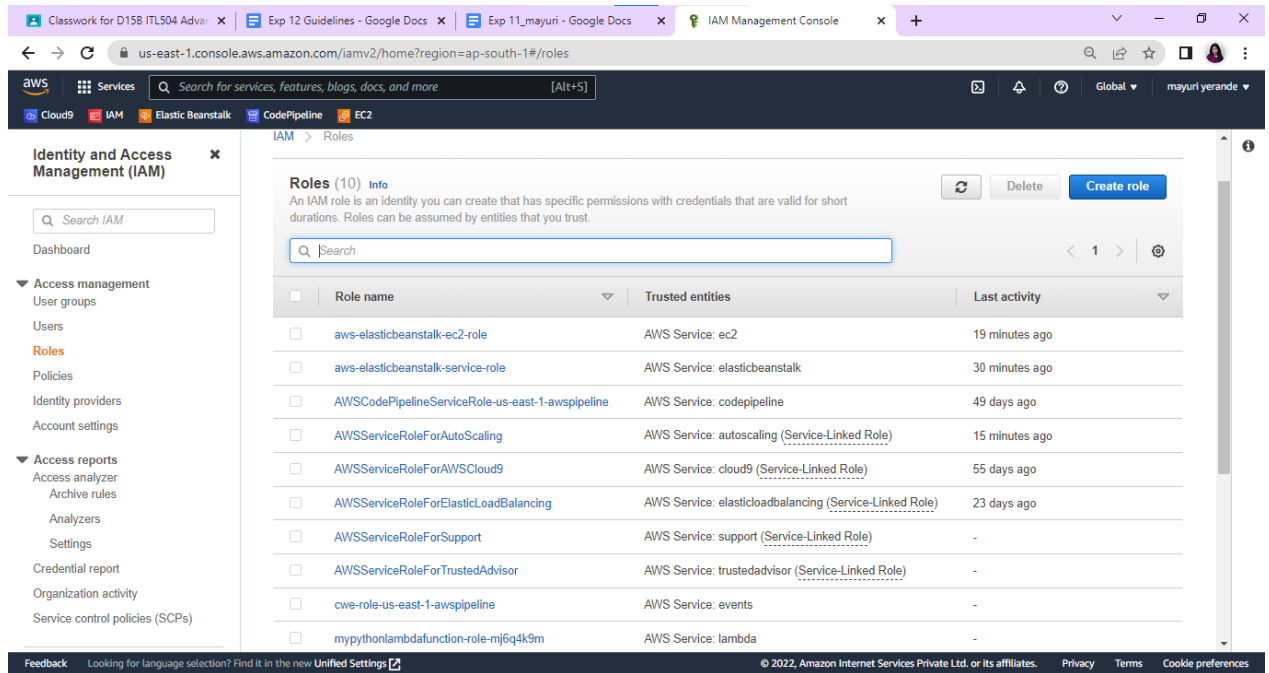 Classwork for D15B ITL504 Advar
Exp 12 Guidelines - Google Docs
Exp 11_mayuri - Google Docs
IAM Management Console
us-east-1.console.aws.amazon.com/iamv2/home?region=ap-south-1#/roles
aws
Services
Search for services, features, blogs, docs, and more
[Alt+S]
Global
mayuri yerande
Cloud9
IAM
Elastic Beanstalk
CodePipeline
EC2
Identity and Access
Management (IAM)
Search IAM
Dashboard
Access management
User groups
Users
Roles
Policies
Identity providers
Account settings
Access reports
Access analyzer
Archive rules
Analyzers
Settings
Credential report
Organization activity
Service control policies (SCPs)
IAM > Roles
Roles (10) Info
An IAM role is an identity you can create that has specific permissions with credentials that are valid for short
durations. Roles can be assumed by entities that you trust.
Delete
Create role
Search
1
Role name Trusted entities Last activity
aws-elasticbeanstalk-ec2-role AWS Service: ec2 19 minutes ago
aws-elasticbeanstalk-service-role AWS Service: elasticbeanstalk 30 minutes ago
AWSCodePipelineServiceRole-us-east-1-awspipeline AWS Service: codepipeline 49 days ago
AWSServiceRoleForAutoScaling AWS Service: autoscaling (Service-Linked Role) 15 minutes ago
AWSServiceRoleForAWSCloud9 AWS Service: cloud9 (Service-Linked Role) 55 days ago
AWSServiceRoleForElasticLoadBalancing AWS Service: elasticloadbalancing (Service-Linked Role) 23 days ago
AWSServiceRoleForSupport AWS Service: support (Service-Linked Role) -
AWSServiceRoleForTrustedAdvisor AWS Service: trustedadvisor (Service-Linked Role) -
cwe-role-us-east-1-awspipeline AWS Service: events -
mypythonlambdafunction-role-mj6q4k9m AWS Service: lambda -
Feedback
Looking for language selection? Find it in the new Unified Settings
© 2022, Amazon Internet Services Private Ltd. or its affiliates.
Privacy
Terms
Cookie preferences